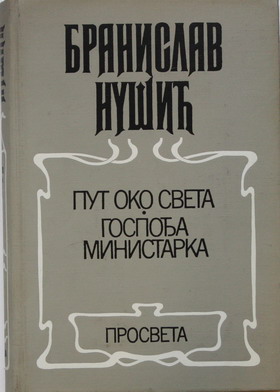 БРАНИСЛАВ
НУШИЋ
ПУТ ОКО СВЕТА
•
ГОСПОЂА
МИНИСТАРКА
ПРОСВЕТА